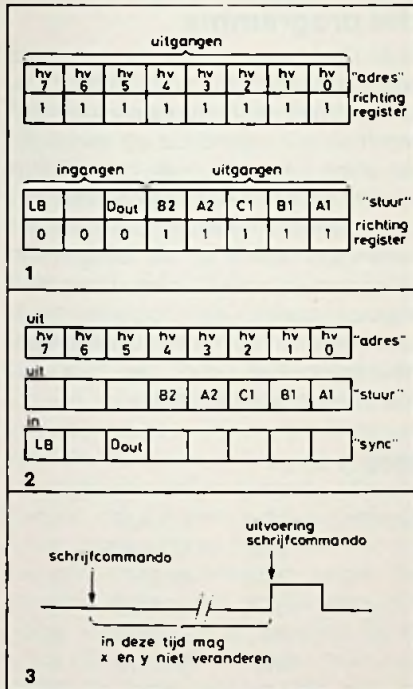 uitgangen
hv 7 hv 6 hv 5 hv 4 hv 3 hv 2 hv 1 hv 0 "adres"
1 1 1 1 1 1 1 1 richting register
ingangen uitgangen
LB Dout B2 A2 C1 B1 A1 "stuur"
0 0 0 1 1 1 1 1 richting register
1
uit
hv 7 hv 6 hv 5 hv 4 hv 3 hv 2 hv 1 hv 0 "adres"
uit
B2 A2 C1 B1 A1 "stuur"
in
LB Dout "sync"
2
uitvoering
schrijfcommando
schrijfcommando
in deze tijd mag
x en y niet veranderen
3